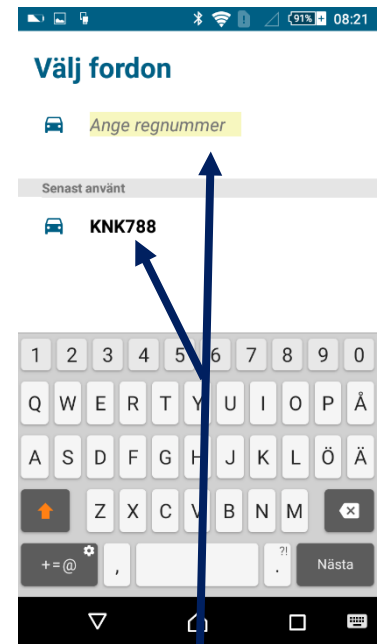 91% 08:21
Välj fordon
Ange regnummer
Senast använt
KNK788
1 2 3 4 5 6 7 8 9 0
Q W E R T Y U I O P Å
A S D F G H J K L Ö Ä
Z X C V B N M
+=@ , ?! . Nästa